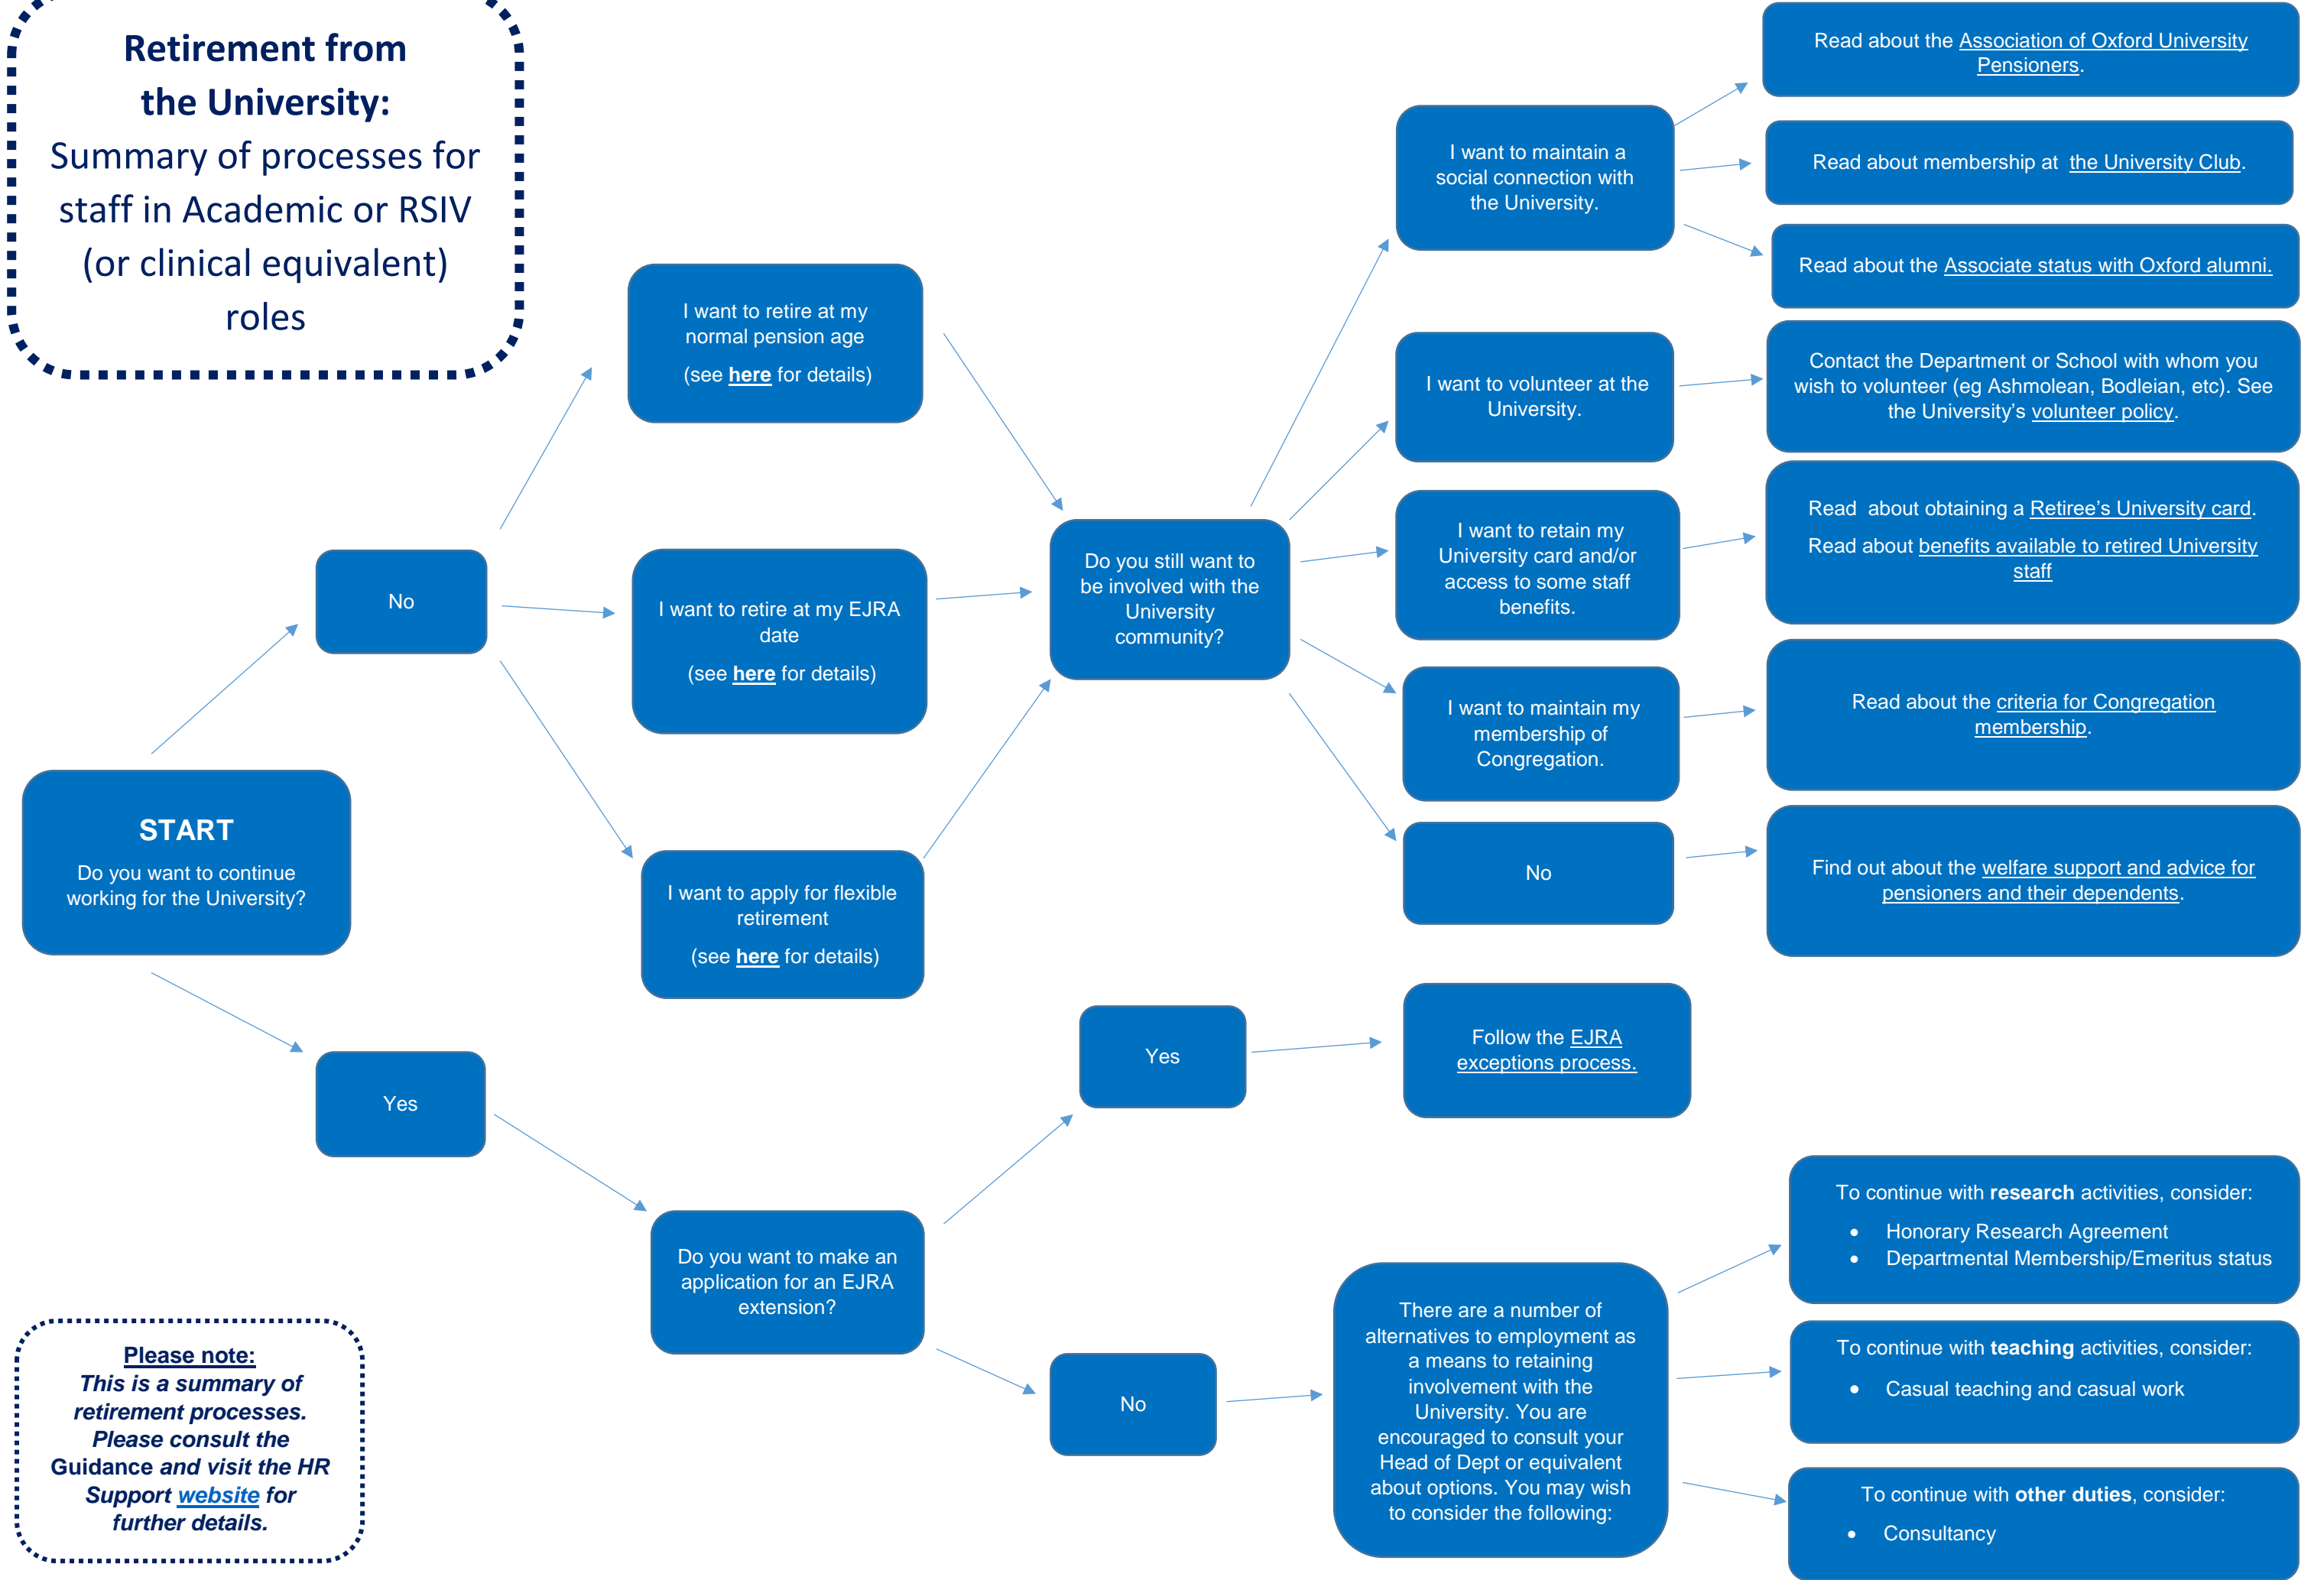 Retirement from
the University:
Summary of processes for
staff in Academic or RSIV
(or clinical equivalent)
roles
START
Do you want to continue
working for the University?
No
I want to retire at my
normal pension age
(see here for details)
I want to retire at my EJRA
date
(see here for details)
I want to apply for flexible
retirement
(see here for details)
Do you still want to
be involved with the
University
community?
I want to maintain a
social connection with
the University.
Read about the Association of Oxford University
Pensioners.
Read about membership at  the University Club.
Read about the Associate status with Oxford alumni.
I want to volunteer at the
University.
Contact the Department or School with whom you
wish to volunteer (eg Ashmolean, Bodleian, etc). See
the University’s volunteer policy.
I want to retain my
University card and/or
access to some staff
benefits.
Read  about obtaining a Retiree’s University card.
Read about benefits available to retired University
staff
I want to maintain my
membership of
Congregation.
Read about the criteria for Congregation
membership.
No
Find out about the welfare support and advice for
pensioners and their dependents.
Yes
Do you want to make an
application for an EJRA
extension?
Yes
Follow the EJRA
exceptions process.
No
There are a number of
alternatives to employment as
a means to retaining
involvement with the
University. You are
encouraged to consult your
Head of Dept or equivalent
about options. You may wish
to consider the following:
To continue with research activities, consider:
• Honorary Research Agreement
• Departmental Membership/Emeritus status
To continue with teaching activities, consider:
• Casual teaching and casual work
To continue with other duties, consider:
• Consultancy
Please note:
This is a summary of
retirement processes.
Please consult the
Guidance and visit the HR
Support website for
further details.